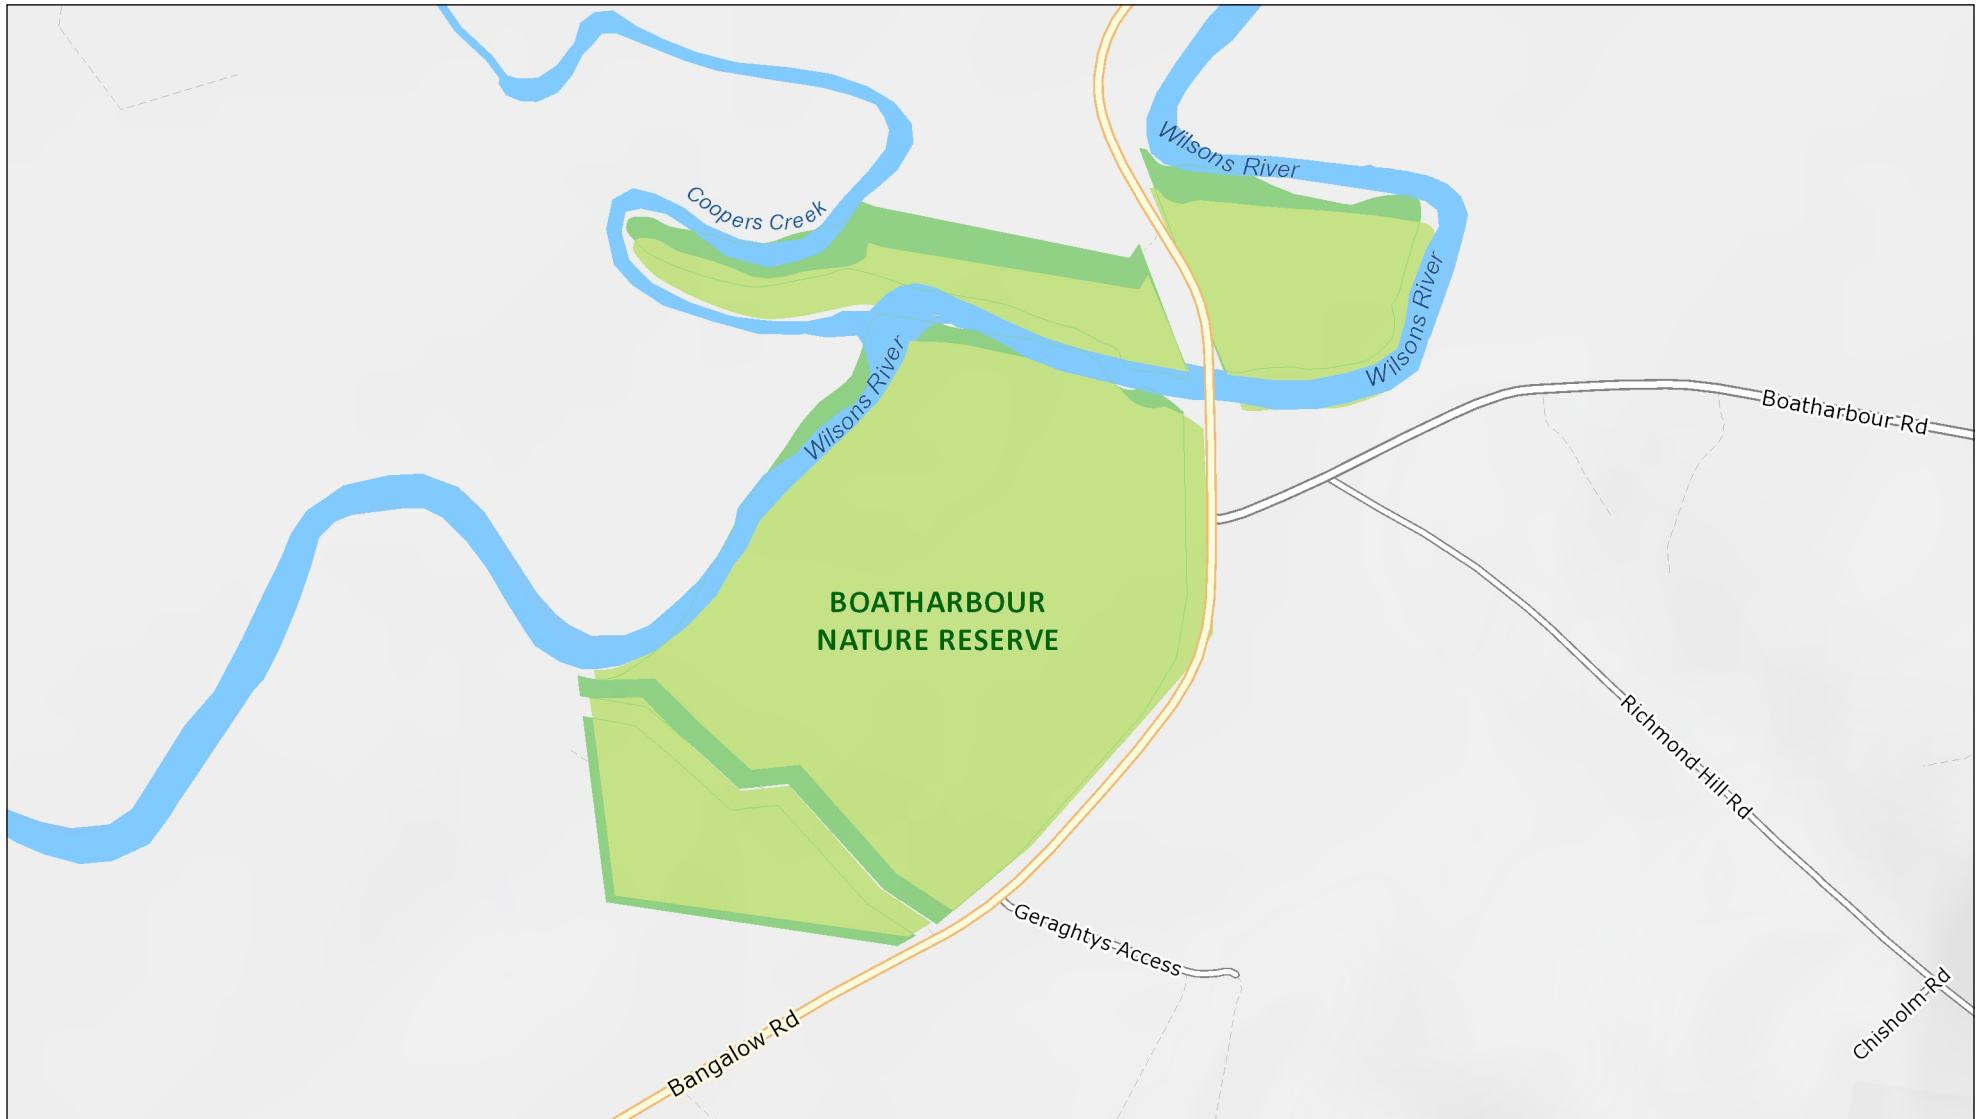 Wilsons River
Coopers Creek
Wilsons River
Wilsons River
Boatharbour Rd
BOATHARBOUR
NATURE RESERVE
Richmond Hill Rd
Geraghtys Access
Chisholm Rd
Bangalow Rd